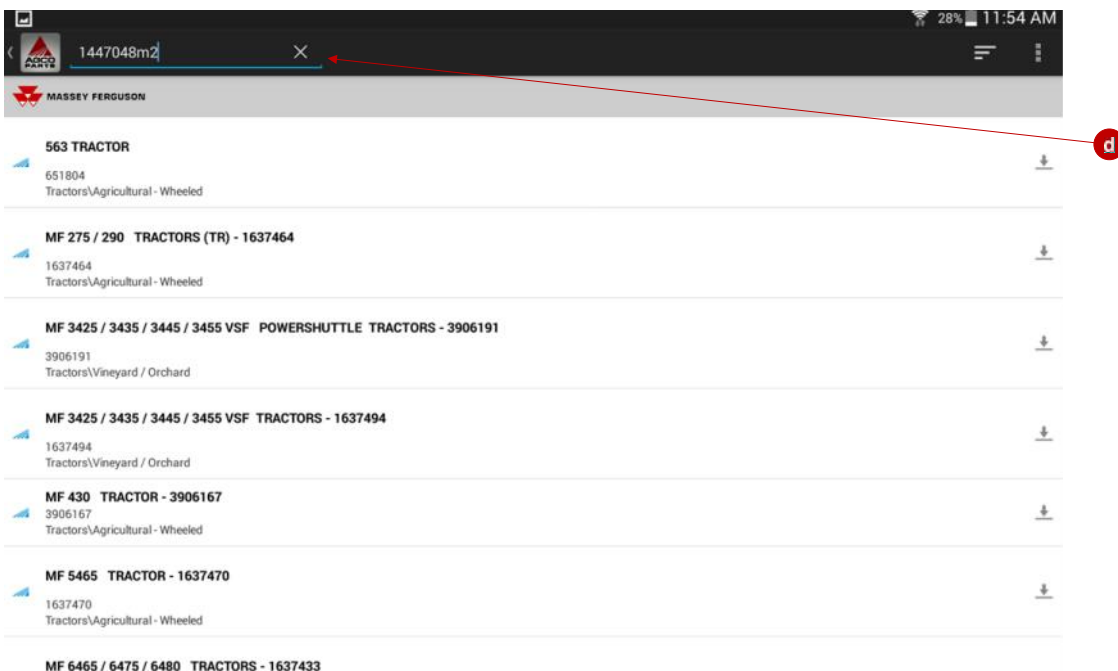 28% 11:54 AM
AGCO
PARTS
1447048m2
d
MASSEY FERGUSON
563 TRACTOR
651804
Tractors\Agricultural - Wheeled
MF 275 / 290 TRACTORS (TR) - 1637464
1637464
Tractors\Agricultural - Wheeled
MF 3425 / 3435 / 3445 / 3455 VSF POWERSHUTTLE TRACTORS - 3906191
3906191
Tractors\Vineyard / Orchard
MF 3425 / 3435 / 3445 / 3455 VSF TRACTORS - 1637494
1637494
Tractors\Vineyard / Orchard
MF 430 TRACTOR - 3906167
3906167
Tractors\Agricultural - Wheeled
MF 5465 TRACTOR - 1637470
1637470
Tractors\Agricultural - Wheeled
MF 6465 / 6475 / 6480 TRACTORS - 1637433